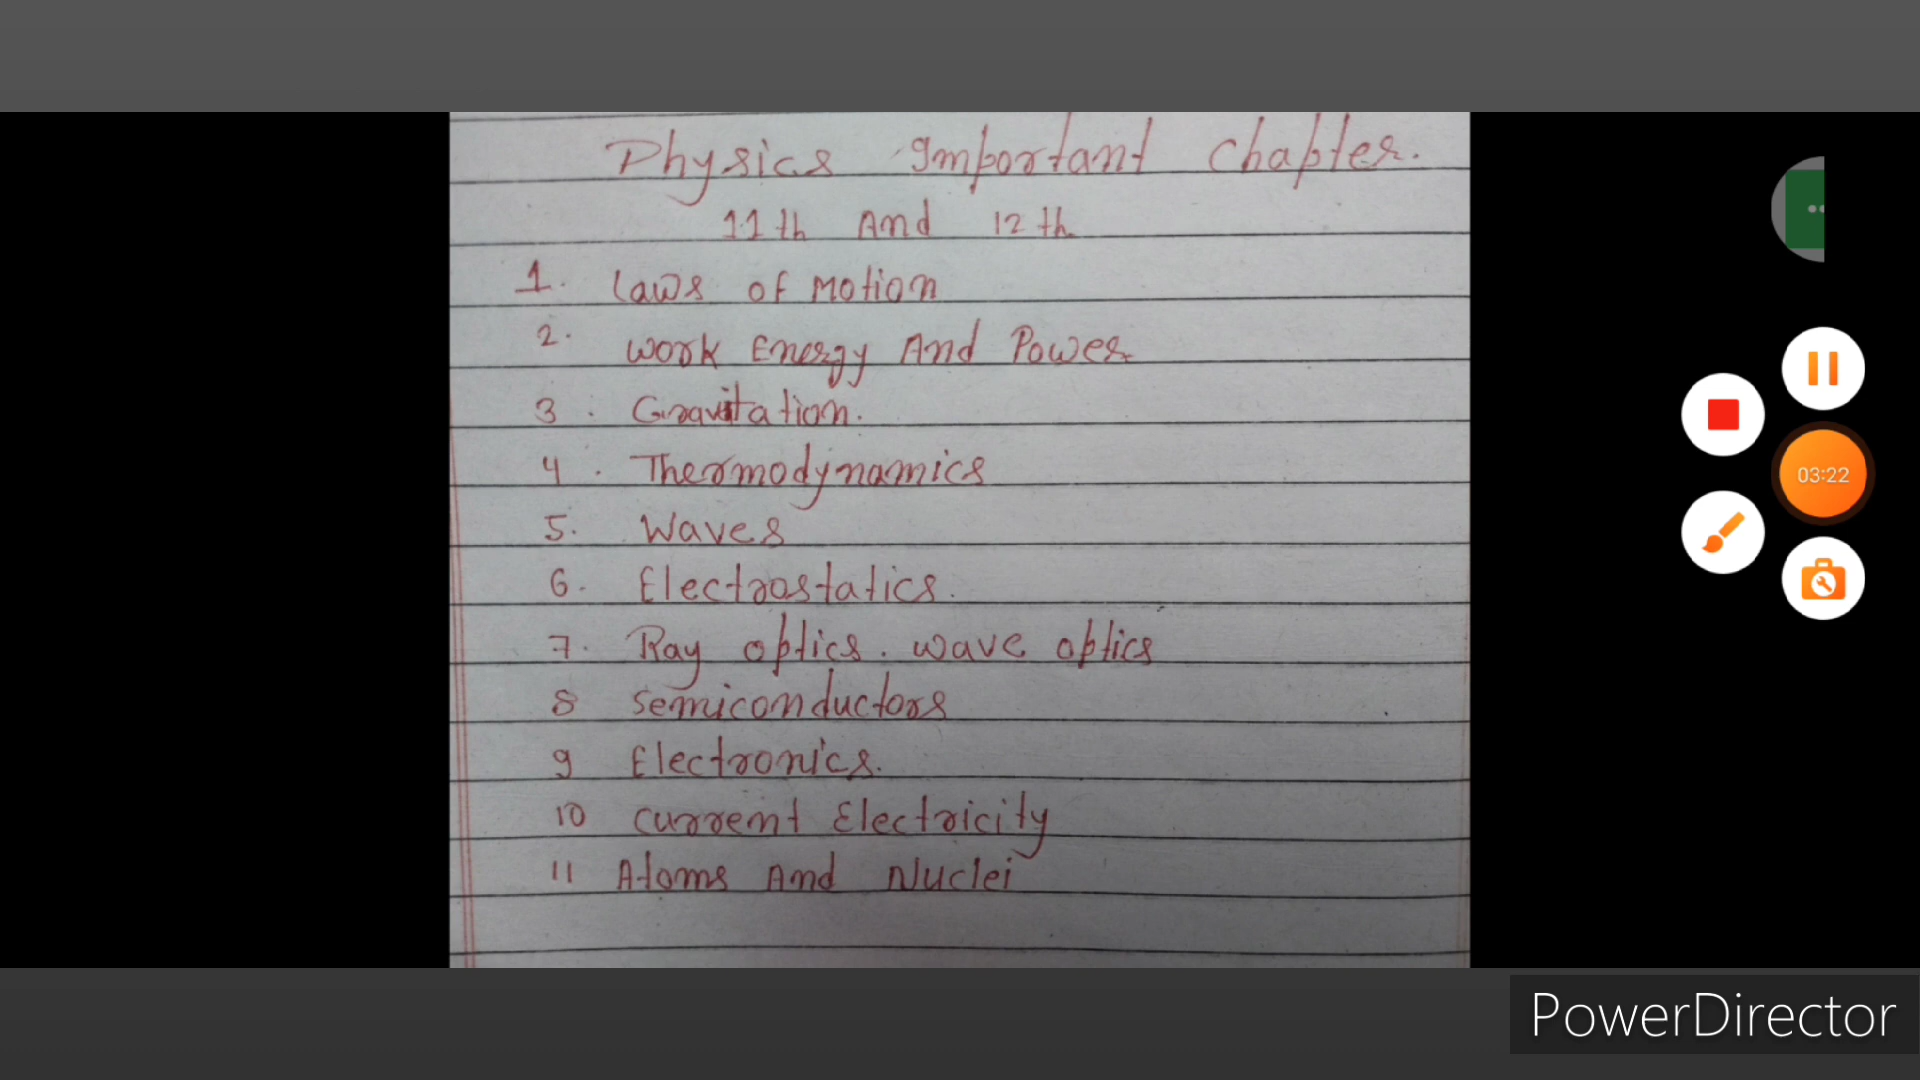 Physics Important Chapter.
11th And 12th
1. Laws of Motion
2. Work Energy And Power
3. Gravitation.
4. Thermodynamics
5. Waves
6. Electrostatics.
7. Ray optics. wave optics
8 Semiconductors
9 Electronics.
10 Current Electricity
11 Atoms And Nuclei
03:22
PowerDirector